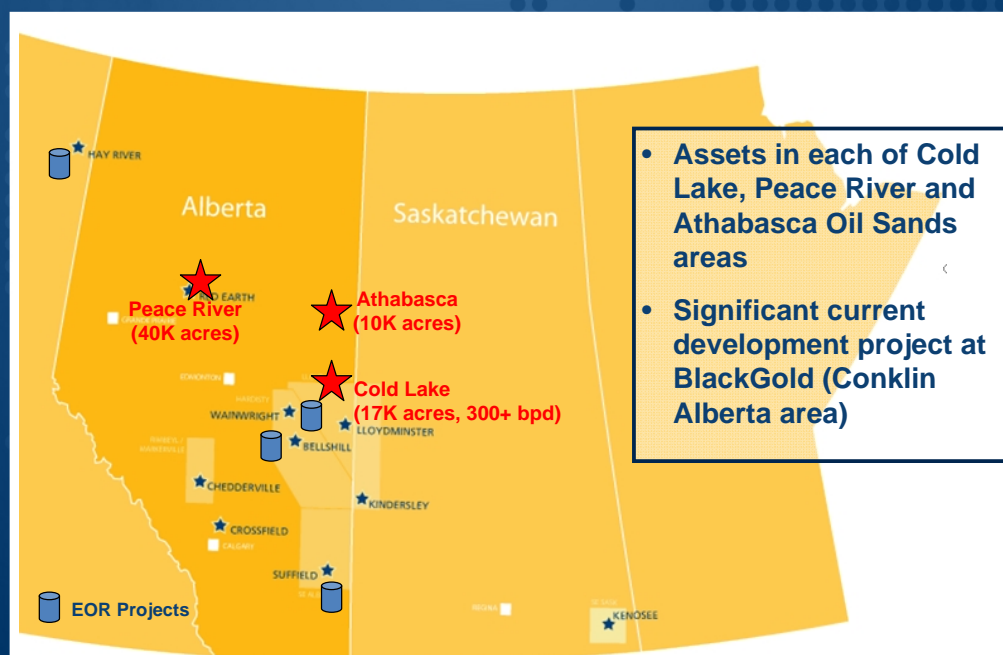 HAY RIVER
Alberta
Saskatchewan
RED EARTH
Peace River
(40K acres)
Athabasca
(10K acres)
EDMONTON
Cold Lake
(17K acres, 300+ bpd)
WAINWRIGHT
LLOYDMINSTER
BELLSHILL
CHEDDERVILLE
KINDERSLEY
CROSSFIELD
CALGARY
SUFFIELD
REGINA
KENOSEE
EOR Projects
• Assets in each of Cold
Lake, Peace River and
Athabasca Oil Sands
areas
• Significant current
development project at
BlackGold (Conklin
Alberta area)